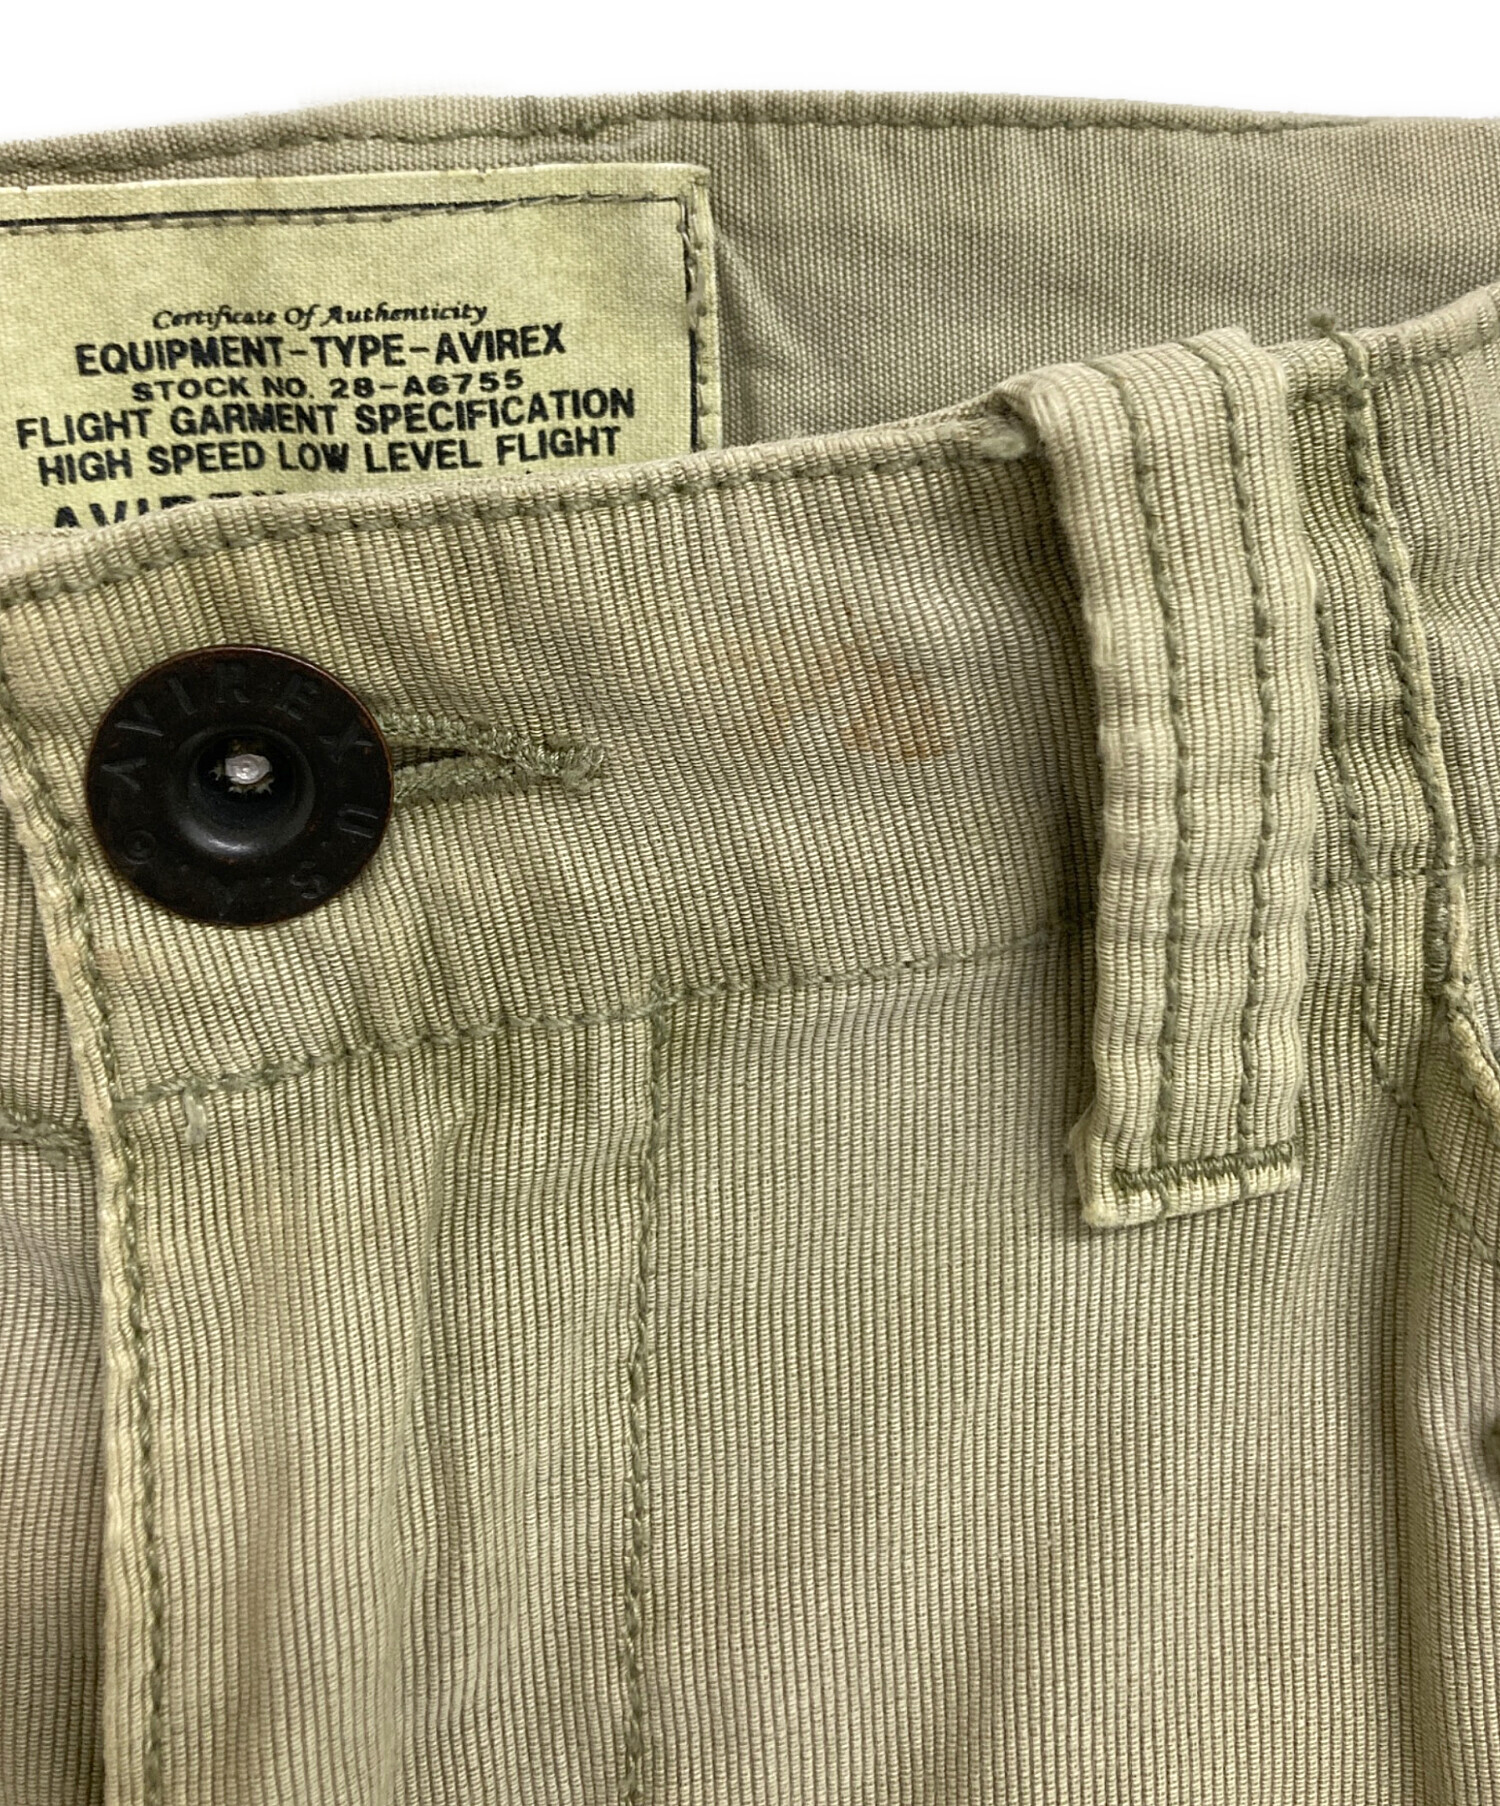 Certificate Of Authenticity
EQUIPMENT-TYPE-AVIREX
STOCK NO. 28-A6755
FLIGHT GARMENT SPECIFICATION
HIGH SPEED LOW LEVEL FLIGHT
AVIREX
AVIREX U.S.A. ©